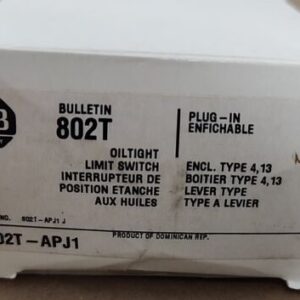 BULLETIN
802T
PLUG-IN
ENFICHABLE
OILTIGHT
LIMIT SWITCH
INTERRUPTEUR DE
POSITION ETANCHE
AUX HUILES
ENCL. TYPE 4,13
BOITIER TYPE 4,13
LEVER TYPE
TYPE A LEVIER
NO. 802T-APJ1 J
PRODUCT OF DOMINICAN REP.
02T-APJ1